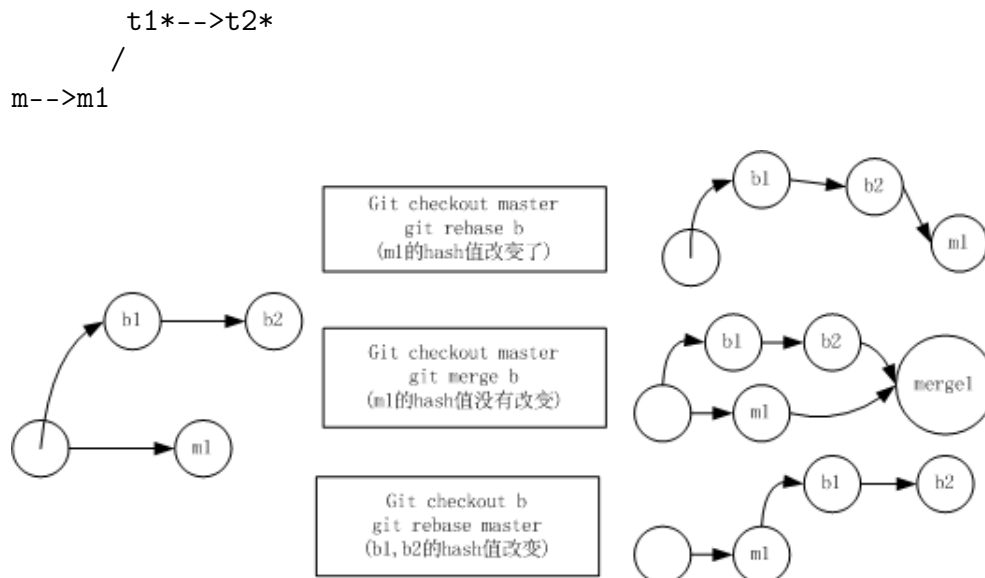 t1*-->t2*
/
m-->m1
Git checkout master
git rebase b
(m1的hash值改变了)
b1
b2
m1
b1
b2
m1
Git checkout master
git merge b
(m1的hash值没有改变)
b1
b2
m1
merge1
Git checkout b
git rebase master
(b1,b2的hash值改变)
b1
b2
m1